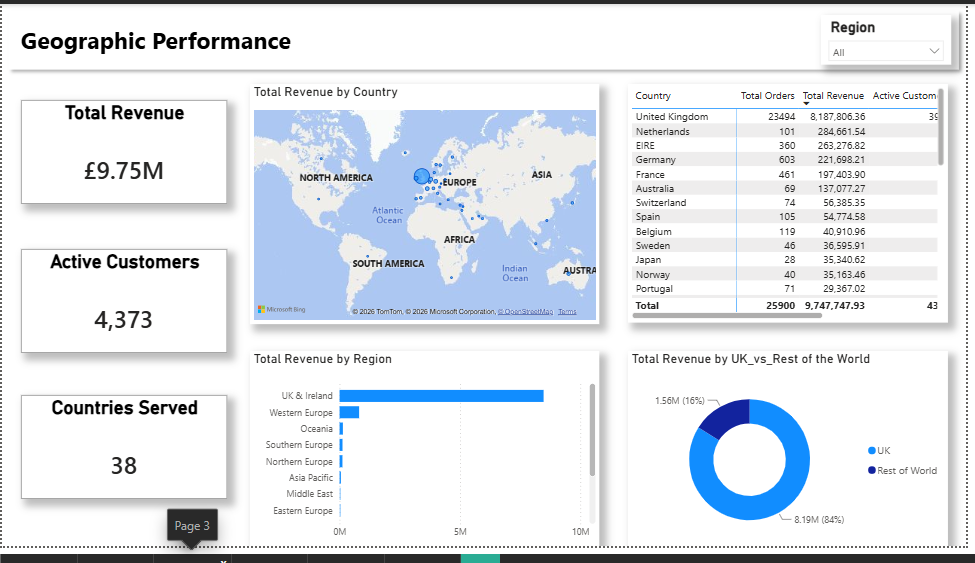 Geographic Performance
Region
All
Total Revenue
£9.75M
Active Customers
4,373
Countries Served
38
Page 3
Total Revenue by Country
NORTH AMERICA
EUROPE
ASIA
Atlantic
Ocean
AFRICA
SOUTH AMERICA
Indian
Ocean
AUSTRA
Microsoft Bing
© 2026 TomTom, © 2026 Microsoft Corporation, © OpenStreetMap Terms
Country Total Orders Total Revenue Active Custom
United Kingdom 23494 8,187,806.36 39
Netherlands 101 284,661.54
EIRE 360 263,276.82
Germany 603 221,698.21
France 461 197,403.90
Australia 69 137,077.27
Switzerland 74 56,385.35
Spain 105 54,774.58
Belgium 119 40,910.96
Sweden 46 36,595.91
Japan 28 35,340.62
Norway 40 35,163.46
Portugal 71 29,367.02
Total 25900 9,747,747.93 43
Total Revenue by Region
UK & Ireland
Western Europe
Oceania
Southern Europe
Northern Europe
Asia Pacific
Middle East
Eastern Europe
0M 5M 10M
Total Revenue by UK_vs_Rest of the World
1.56M (16%)
8.19M (84%)
UK
Rest of World